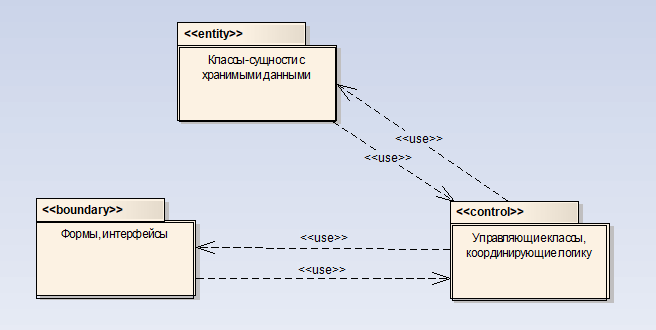 <<entity>>
Классы-сущности с
хранимыми данными
<<use>>
<<use>>
<<boundary>>
Формы, интерфейсы
<<control>>
Управляющие классы,
координирующие логику
<<use>>
<<use>>